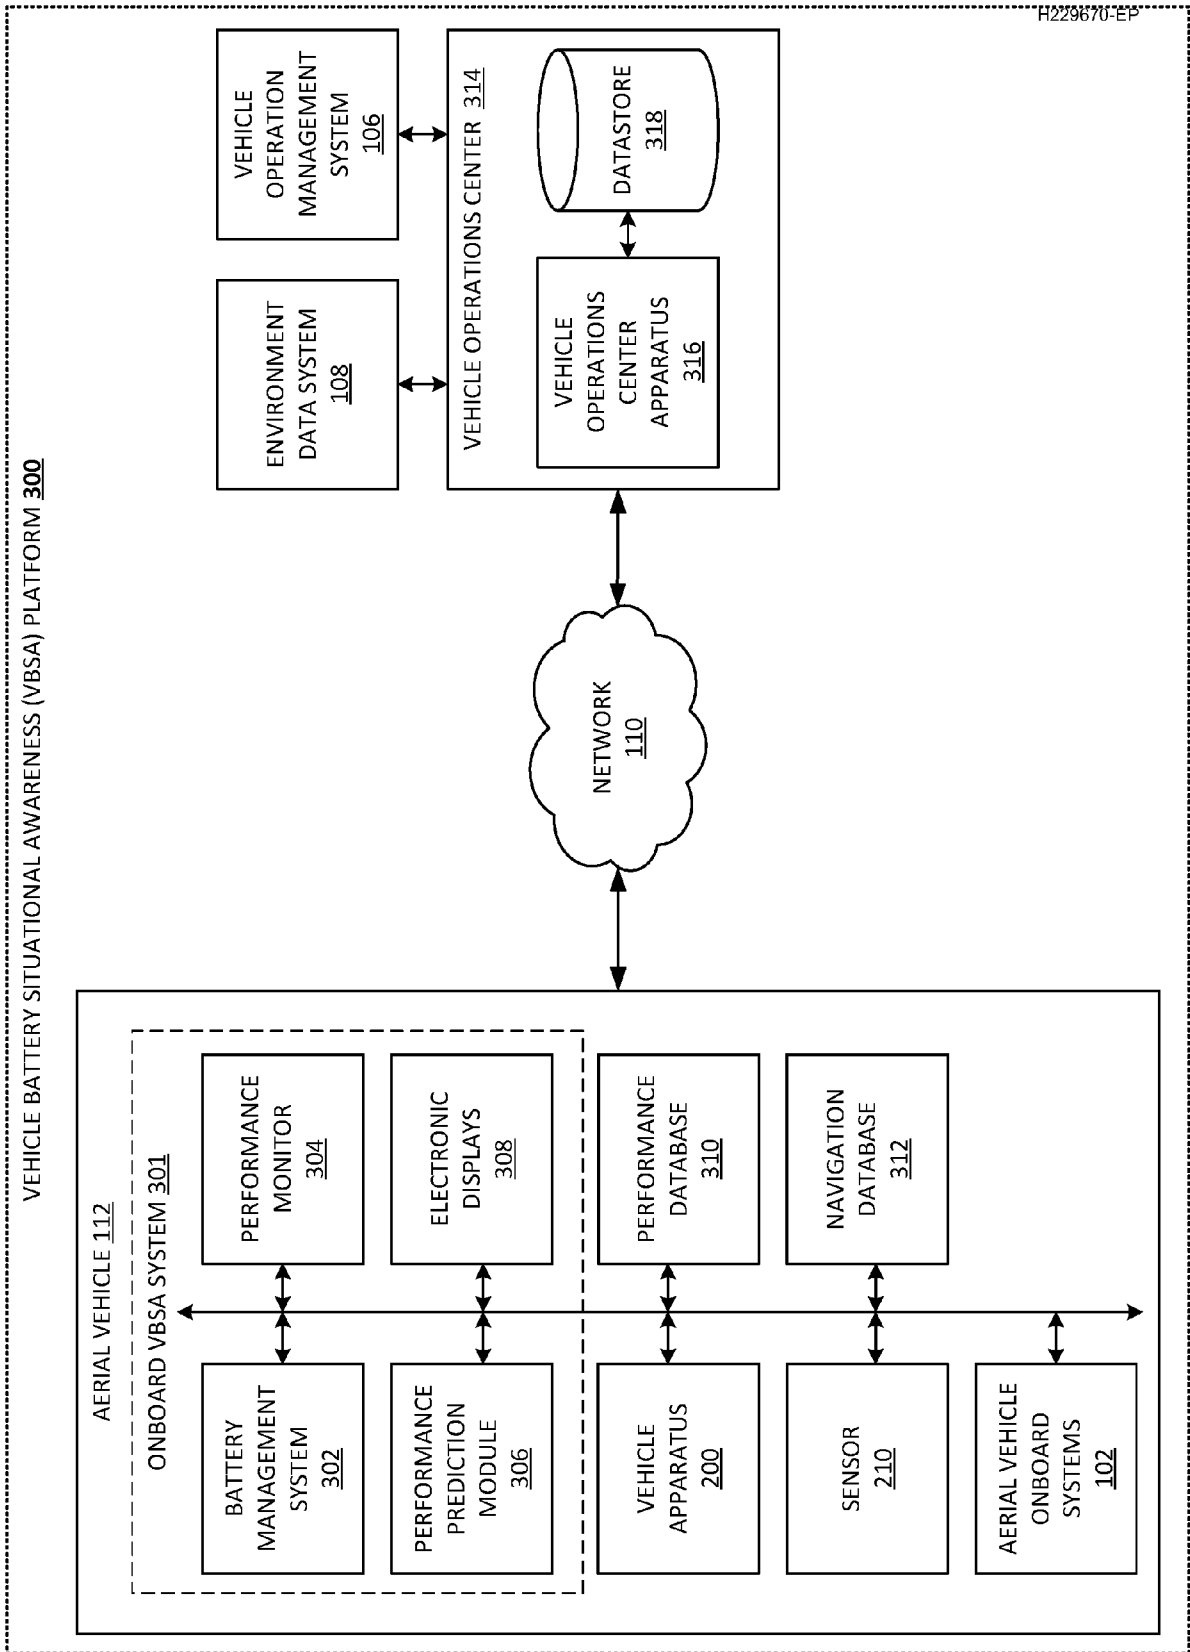 H229670-EP
VEHICLE BATTERY SITUATIONAL AWARENESS (VBSA) PLATFORM 300
AERIAL VEHICLE 112
ONBOARD VBSA SYSTEM 301
BATTERY
MANAGEMENT
SYSTEM
302
PERFORMANCE
MONITOR
304
PERFORMANCE
PREDICTION
MODULE
306
ELECTRONIC
DISPLAYS
308
VEHICLE
APPARATUS
200
PERFORMANCE
DATABASE
310
SENSOR
210
NAVIGATION
DATABASE
312
AERIAL VEHICLE
ONBOARD
SYSTEMS
102
NETWORK
110
ENVIRONMENT
DATA SYSTEM
108
VEHICLE
OPERATION
MANAGEMENT
SYSTEM
106
VEHICLE OPERATIONS CENTER 314
VEHICLE
OPERATIONS
CENTER
APPARATUS
316
DATASTORE
318